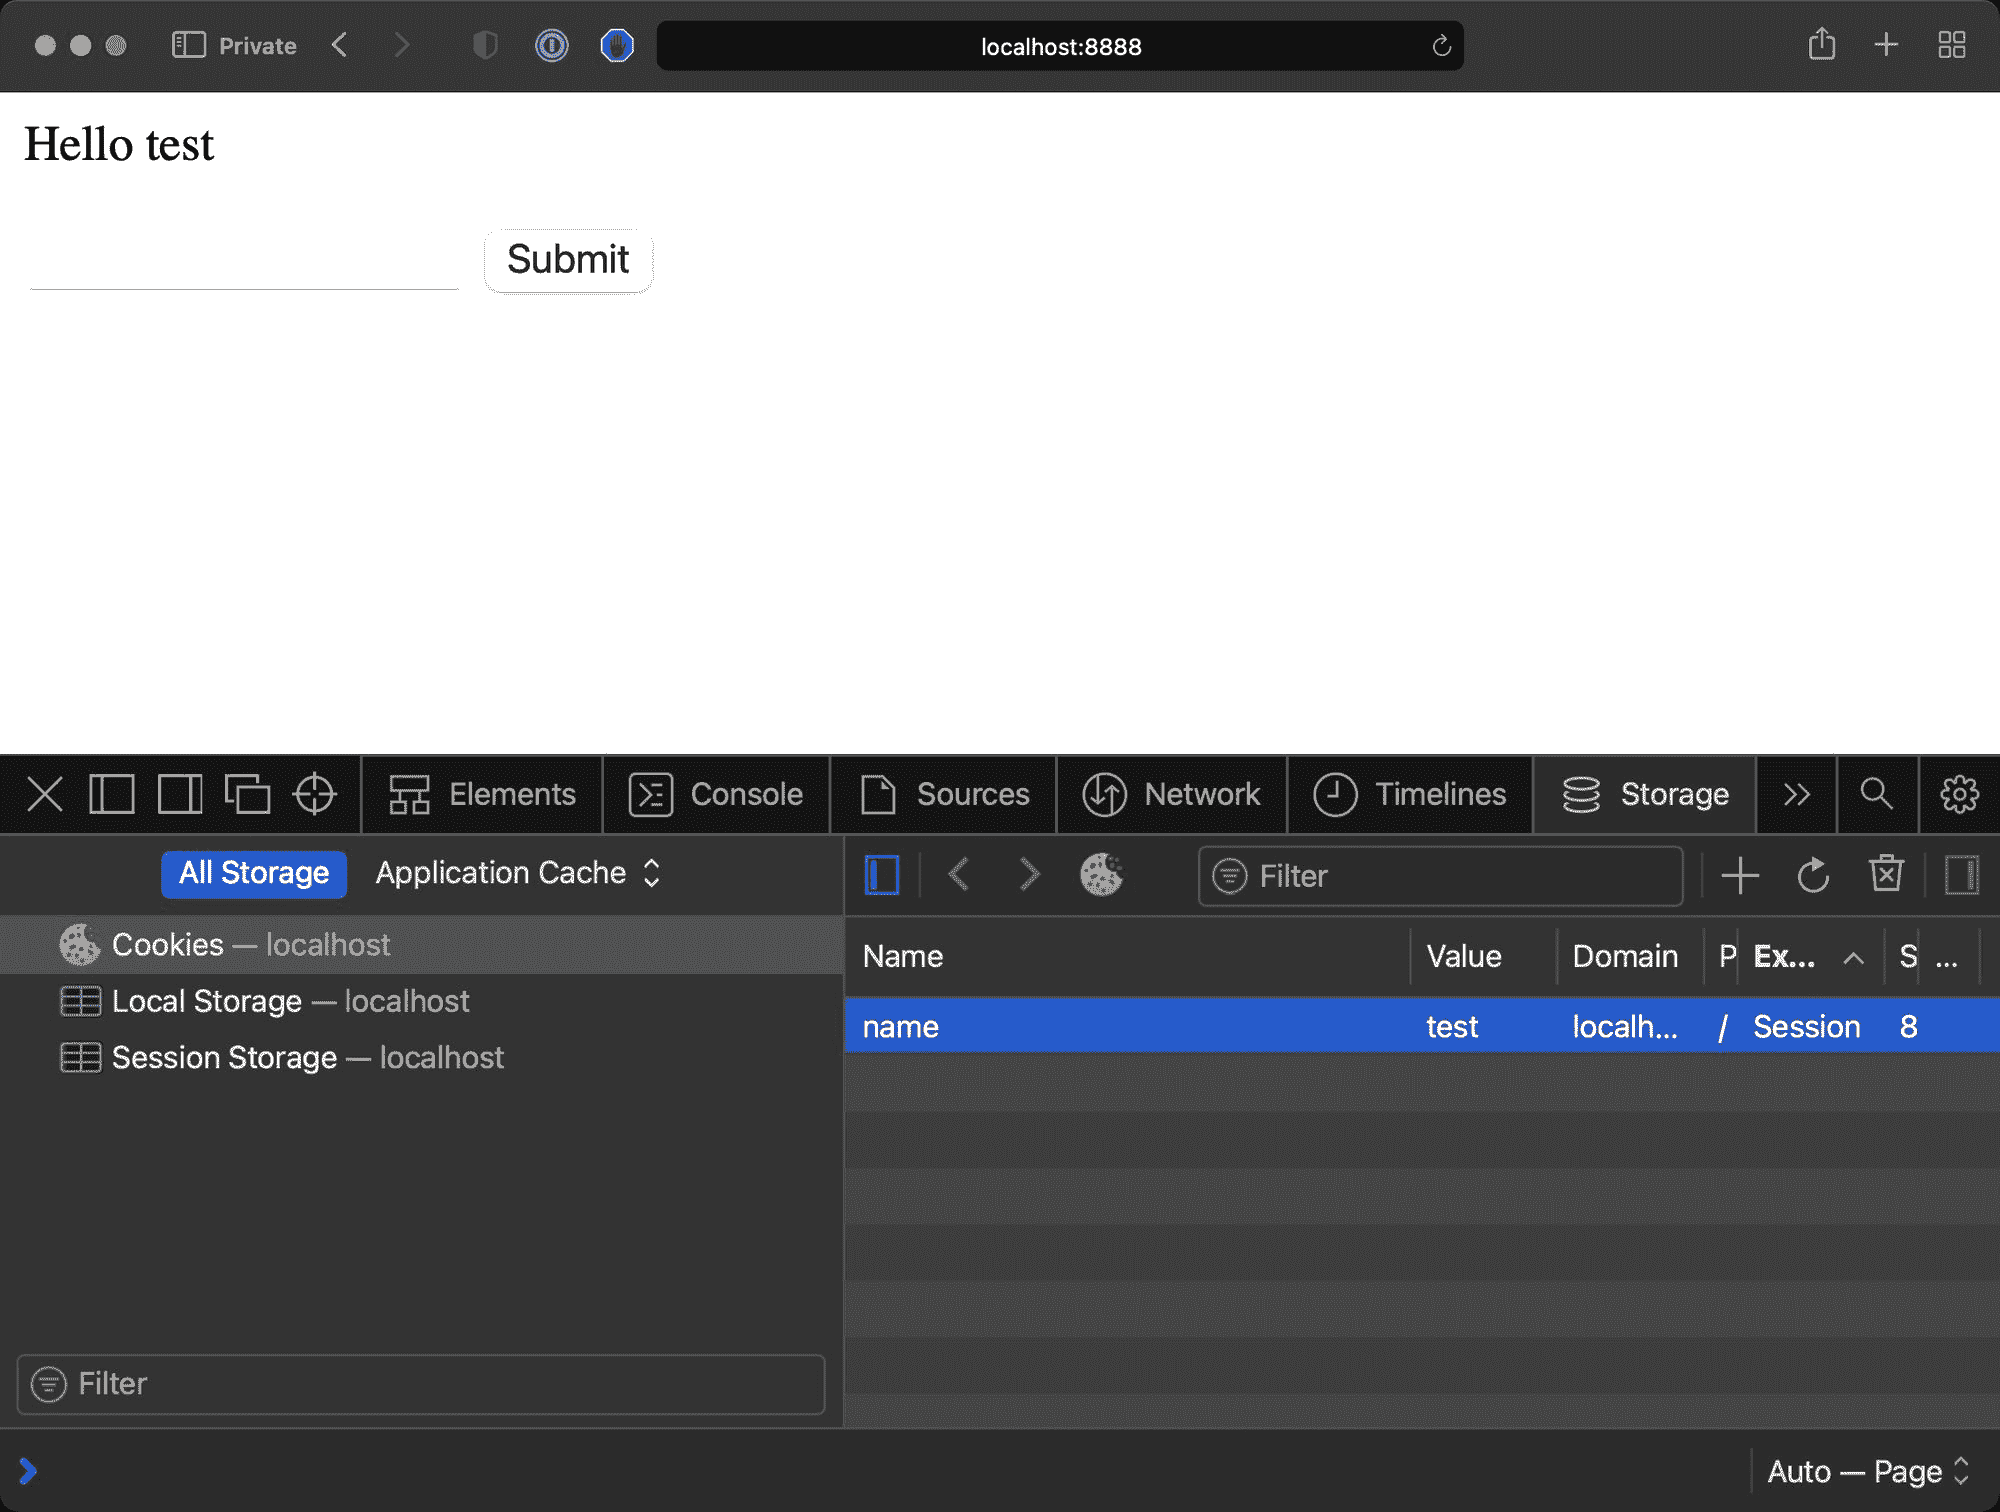 Private
localhost:8888
Hello test
Submit
Elements Console Sources Network Timelines Storage
All Storage Application Cache
Filter
Cookies — localhost
Local Storage — localhost
Session Storage — localhost
Name Value Domain P Ex... S ...
name test localh... / Session 8
Filter
Auto — Page